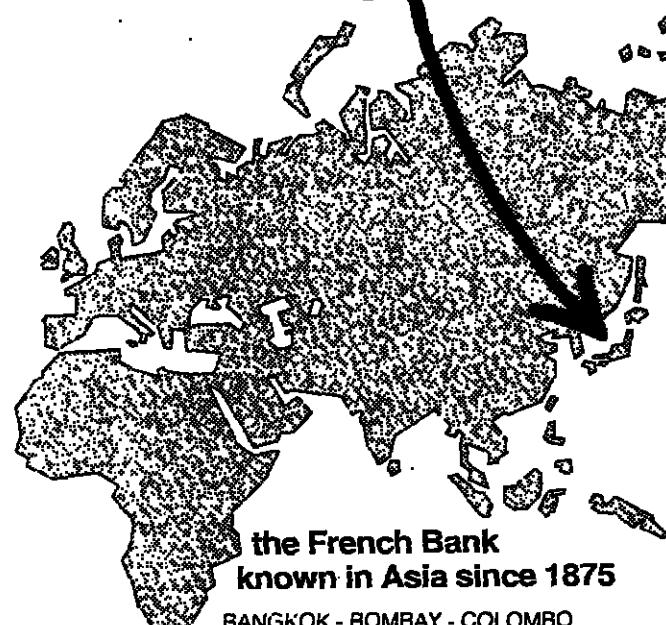 the French Bank
known in Asia since 1875
BANGKOK - BOMBAY - COLOMBO